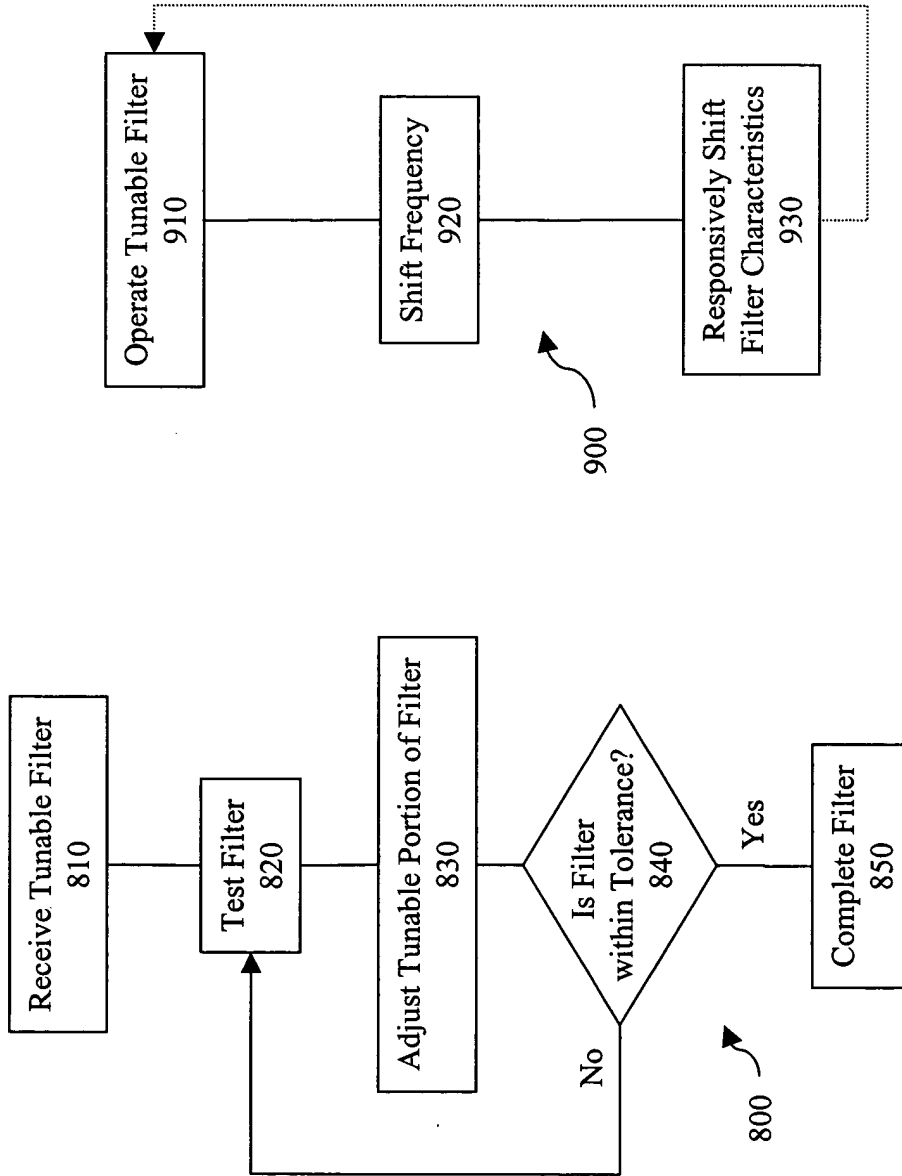 Receive Tunable Filter
810
Test Filter
820
Adjust Tunable Portion of Filter
830
Is Filter
within Tolerance?
840
No
Yes
Complete Filter
850
800
Operate Tunable Filter
910
Shift Frequency
920
Responsively Shift
Filter Characteristics
930
900